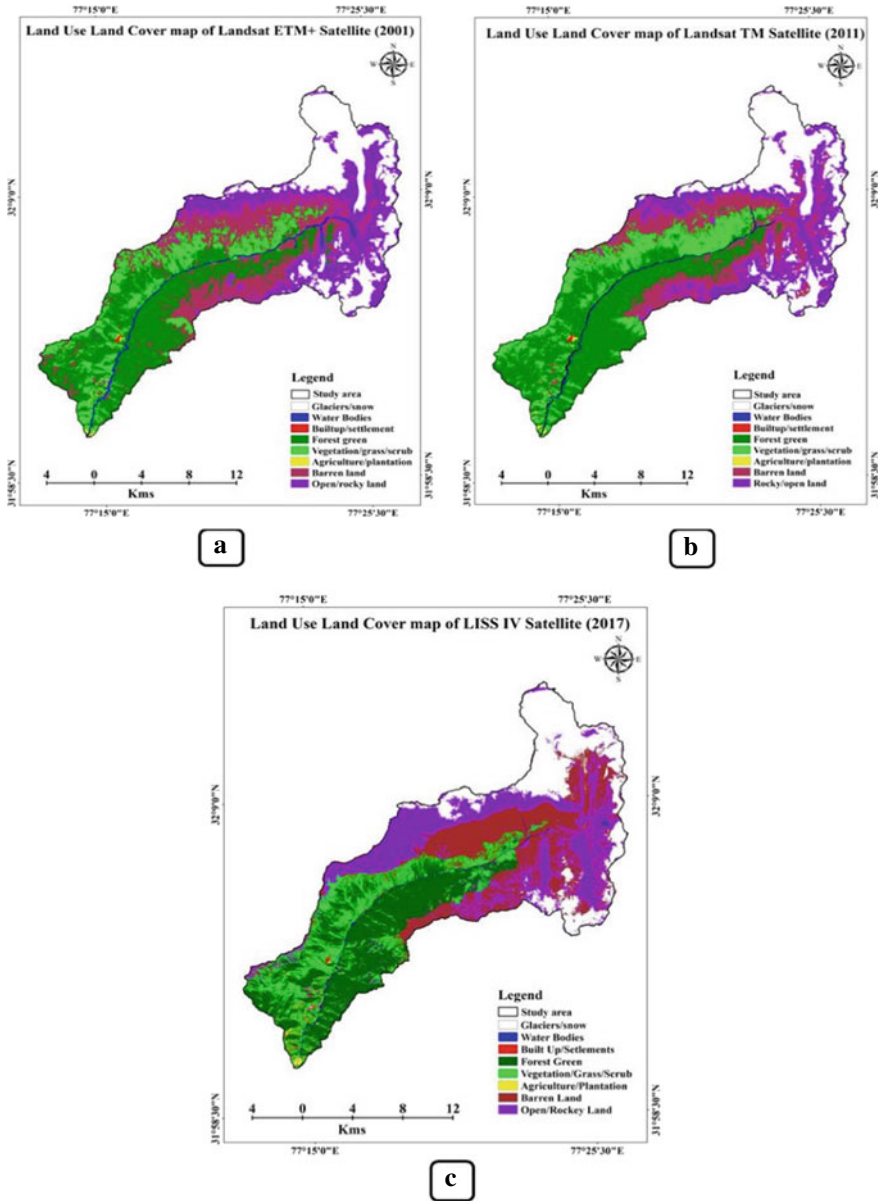 77°15'0"E 77°25'30"E
Land Use Land Cover map of Landsat ETM+ Satellite (2001)
N
W E
S
32°9'0"N 32°9'0"N
Legend
Study area
Glaciers/snow
Water Bodies
Builtup/settlement
Forest green
Vegetation/grass/scrub
Agriculture/plantation
Barren land
Open/rocky land
4 0 4 8 12
Kms
31°58'30"N 31°58'30"N
77°15'0"E 77°25'30"E
a
77°15'0"E 77°25'30"E
Land Use Land Cover map of Landsat TM Satellite (2011)
N
W E
S
32°9'0"N 32°9'0"N
Legend
Study area
Glaciers/snow
Water Bodies
Builtup/settlement
Forest green
Vegetation/grass/scrub
Agriculture/plantation
Barren land
Rocky/open land
4 0 4 8 12
Kms
31°58'30"N 31°58'30"N
77°15'0"E 77°25'30"E
b
77°15'0"E 77°25'30"E
Land Use Land Cover map of LISS IV Satellite (2017)
N
W E
S
32°9'0"N 32°9'0"N
Legend
Study area
Glaciers/snow
Water Bodies
Built Up/Setlements
Forest Green
Vegetation/Grass/Scrub
Agriculture/Plantation
Barren Land
Open/Rockey Land
4 0 4 8 12
Kms
31°58'30"N 31°58'30"N
77°15'0"E 77°25'30"E
c